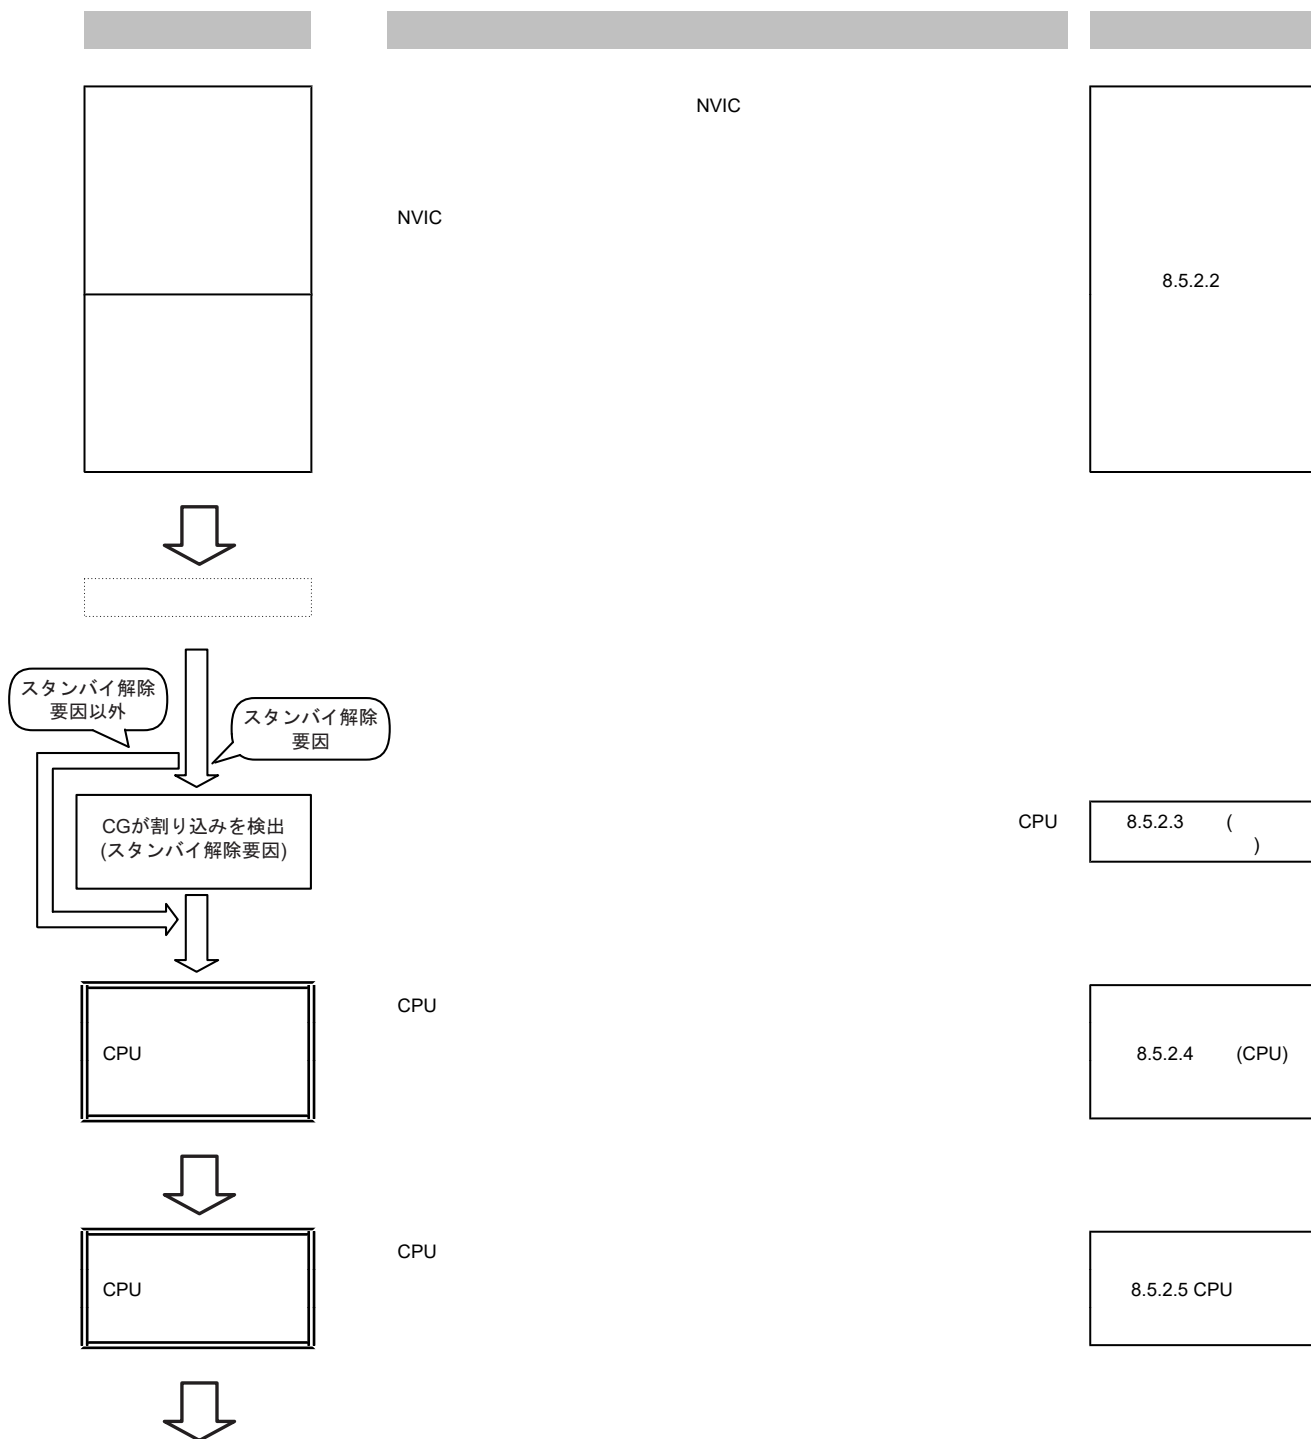 NVIC
NVIC
8.5.2.2
スタンバイ解除
要因以外
スタンバイ解除
要因
CGが割り込みを検出
(スタンバイ解除要因)
CPU
8.5.2.3 (
)
CPU
CPU
8.5.2.4 (CPU)
CPU
CPU
8.5.2.5 CPU